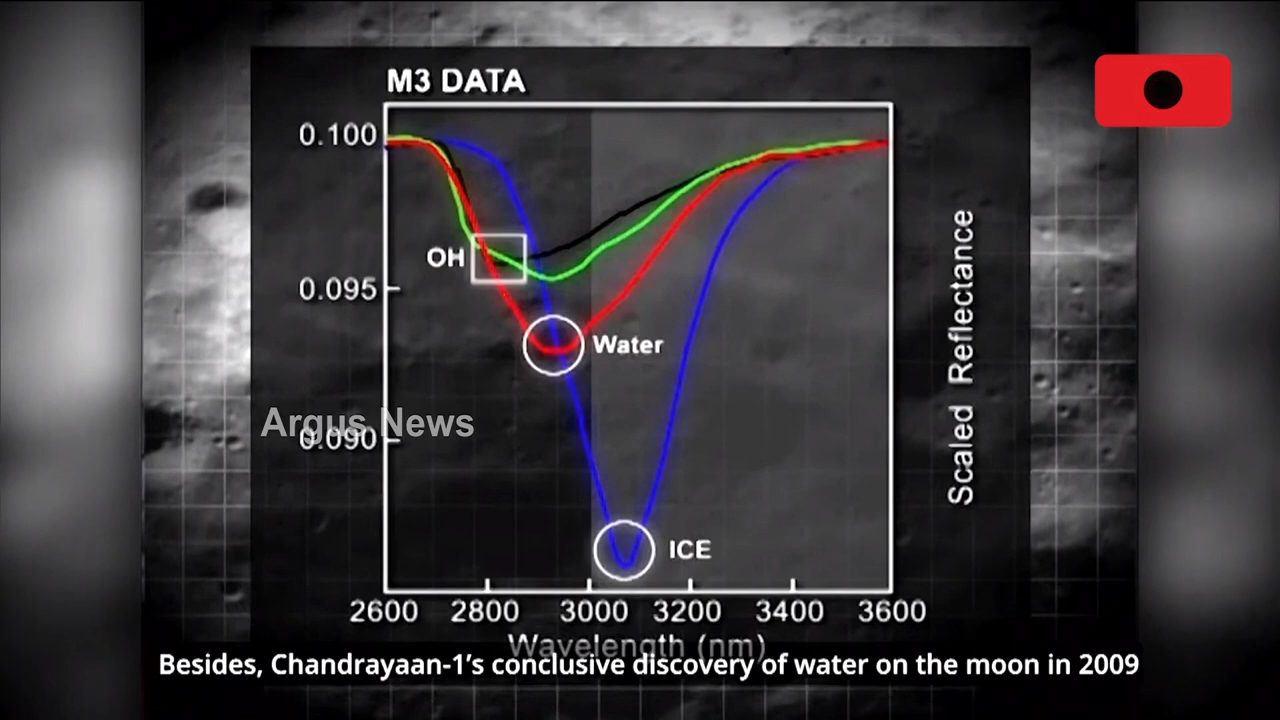 M3 DATA
0.100
OH
0.095
Water
Argus News
0.090
ICE
Scaled Reflectance
2600 2800 3000 3200 3400 3600
Wavelength (nm)
Besides, Chandrayaan-1’s conclusive discovery of water on the moon in 2009